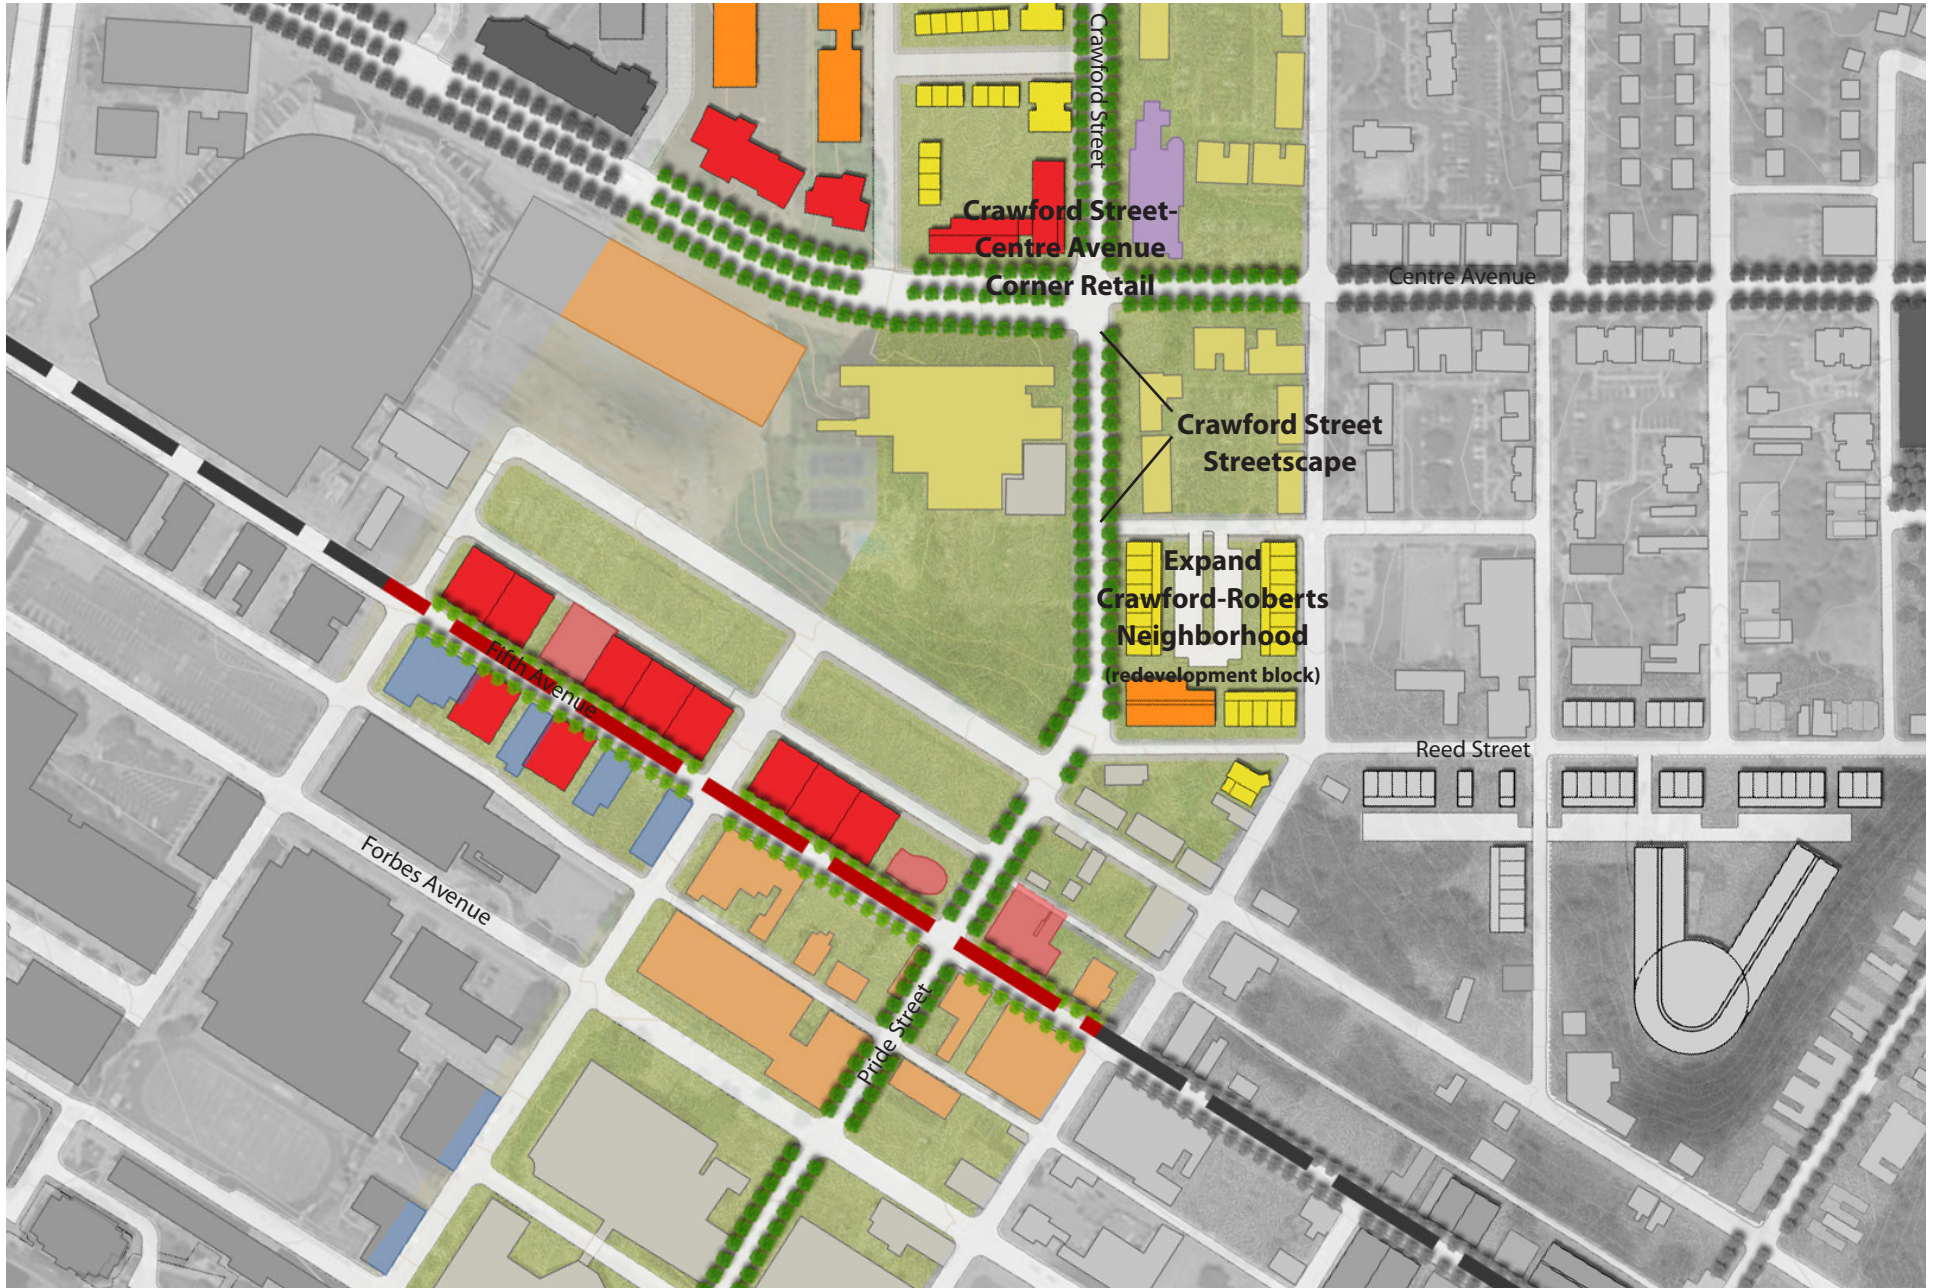 Crawford Street
Crawford Street-
Centre Avenue
Corner Retail
Centre Avenue
Crawford Street
Streetscape
Expand
Crawford-Roberts
Neighborhood
(redevelopment block)
Fifth Avenue
Reed Street
Forbes Avenue
Pride Street